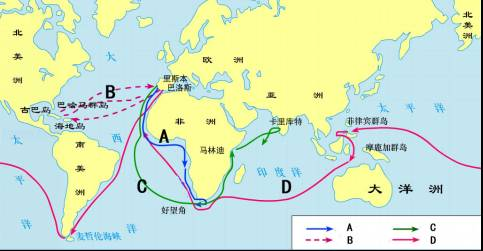 北美洲
大
西
洋
欧 洲
亚 洲
北美洲
里斯本
巴洛斯
B
巴哈马群岛
古巴岛
海地岛
卡里库特
太 平 洋
菲律宾群岛
非 洲
A
马林迪
摩鹿加群岛
南美洲
C
印 度 洋
D
大 洋 洲
太
平
洋
好望角
麦哲伦海峡
A
B
C
D